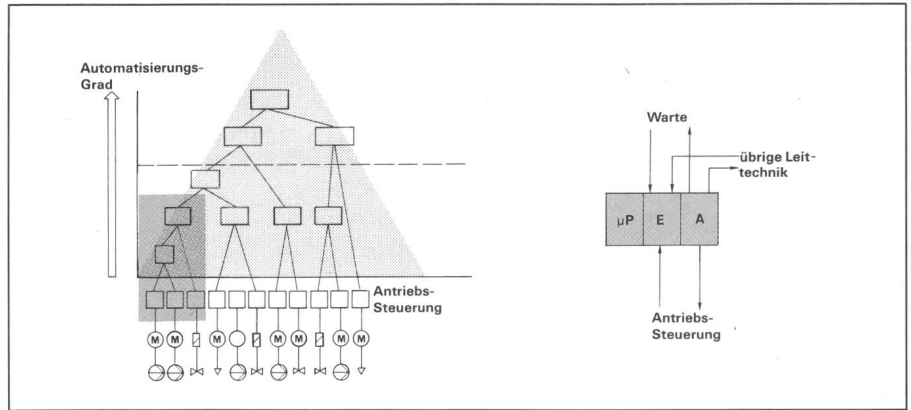 Automatisierungs-
Grad
Antriebs-
Steuerung
M
M
M
M
M
M
M
Warte
übrige Leit-
technik
µP
E
A
Antriebs-
Steuerung